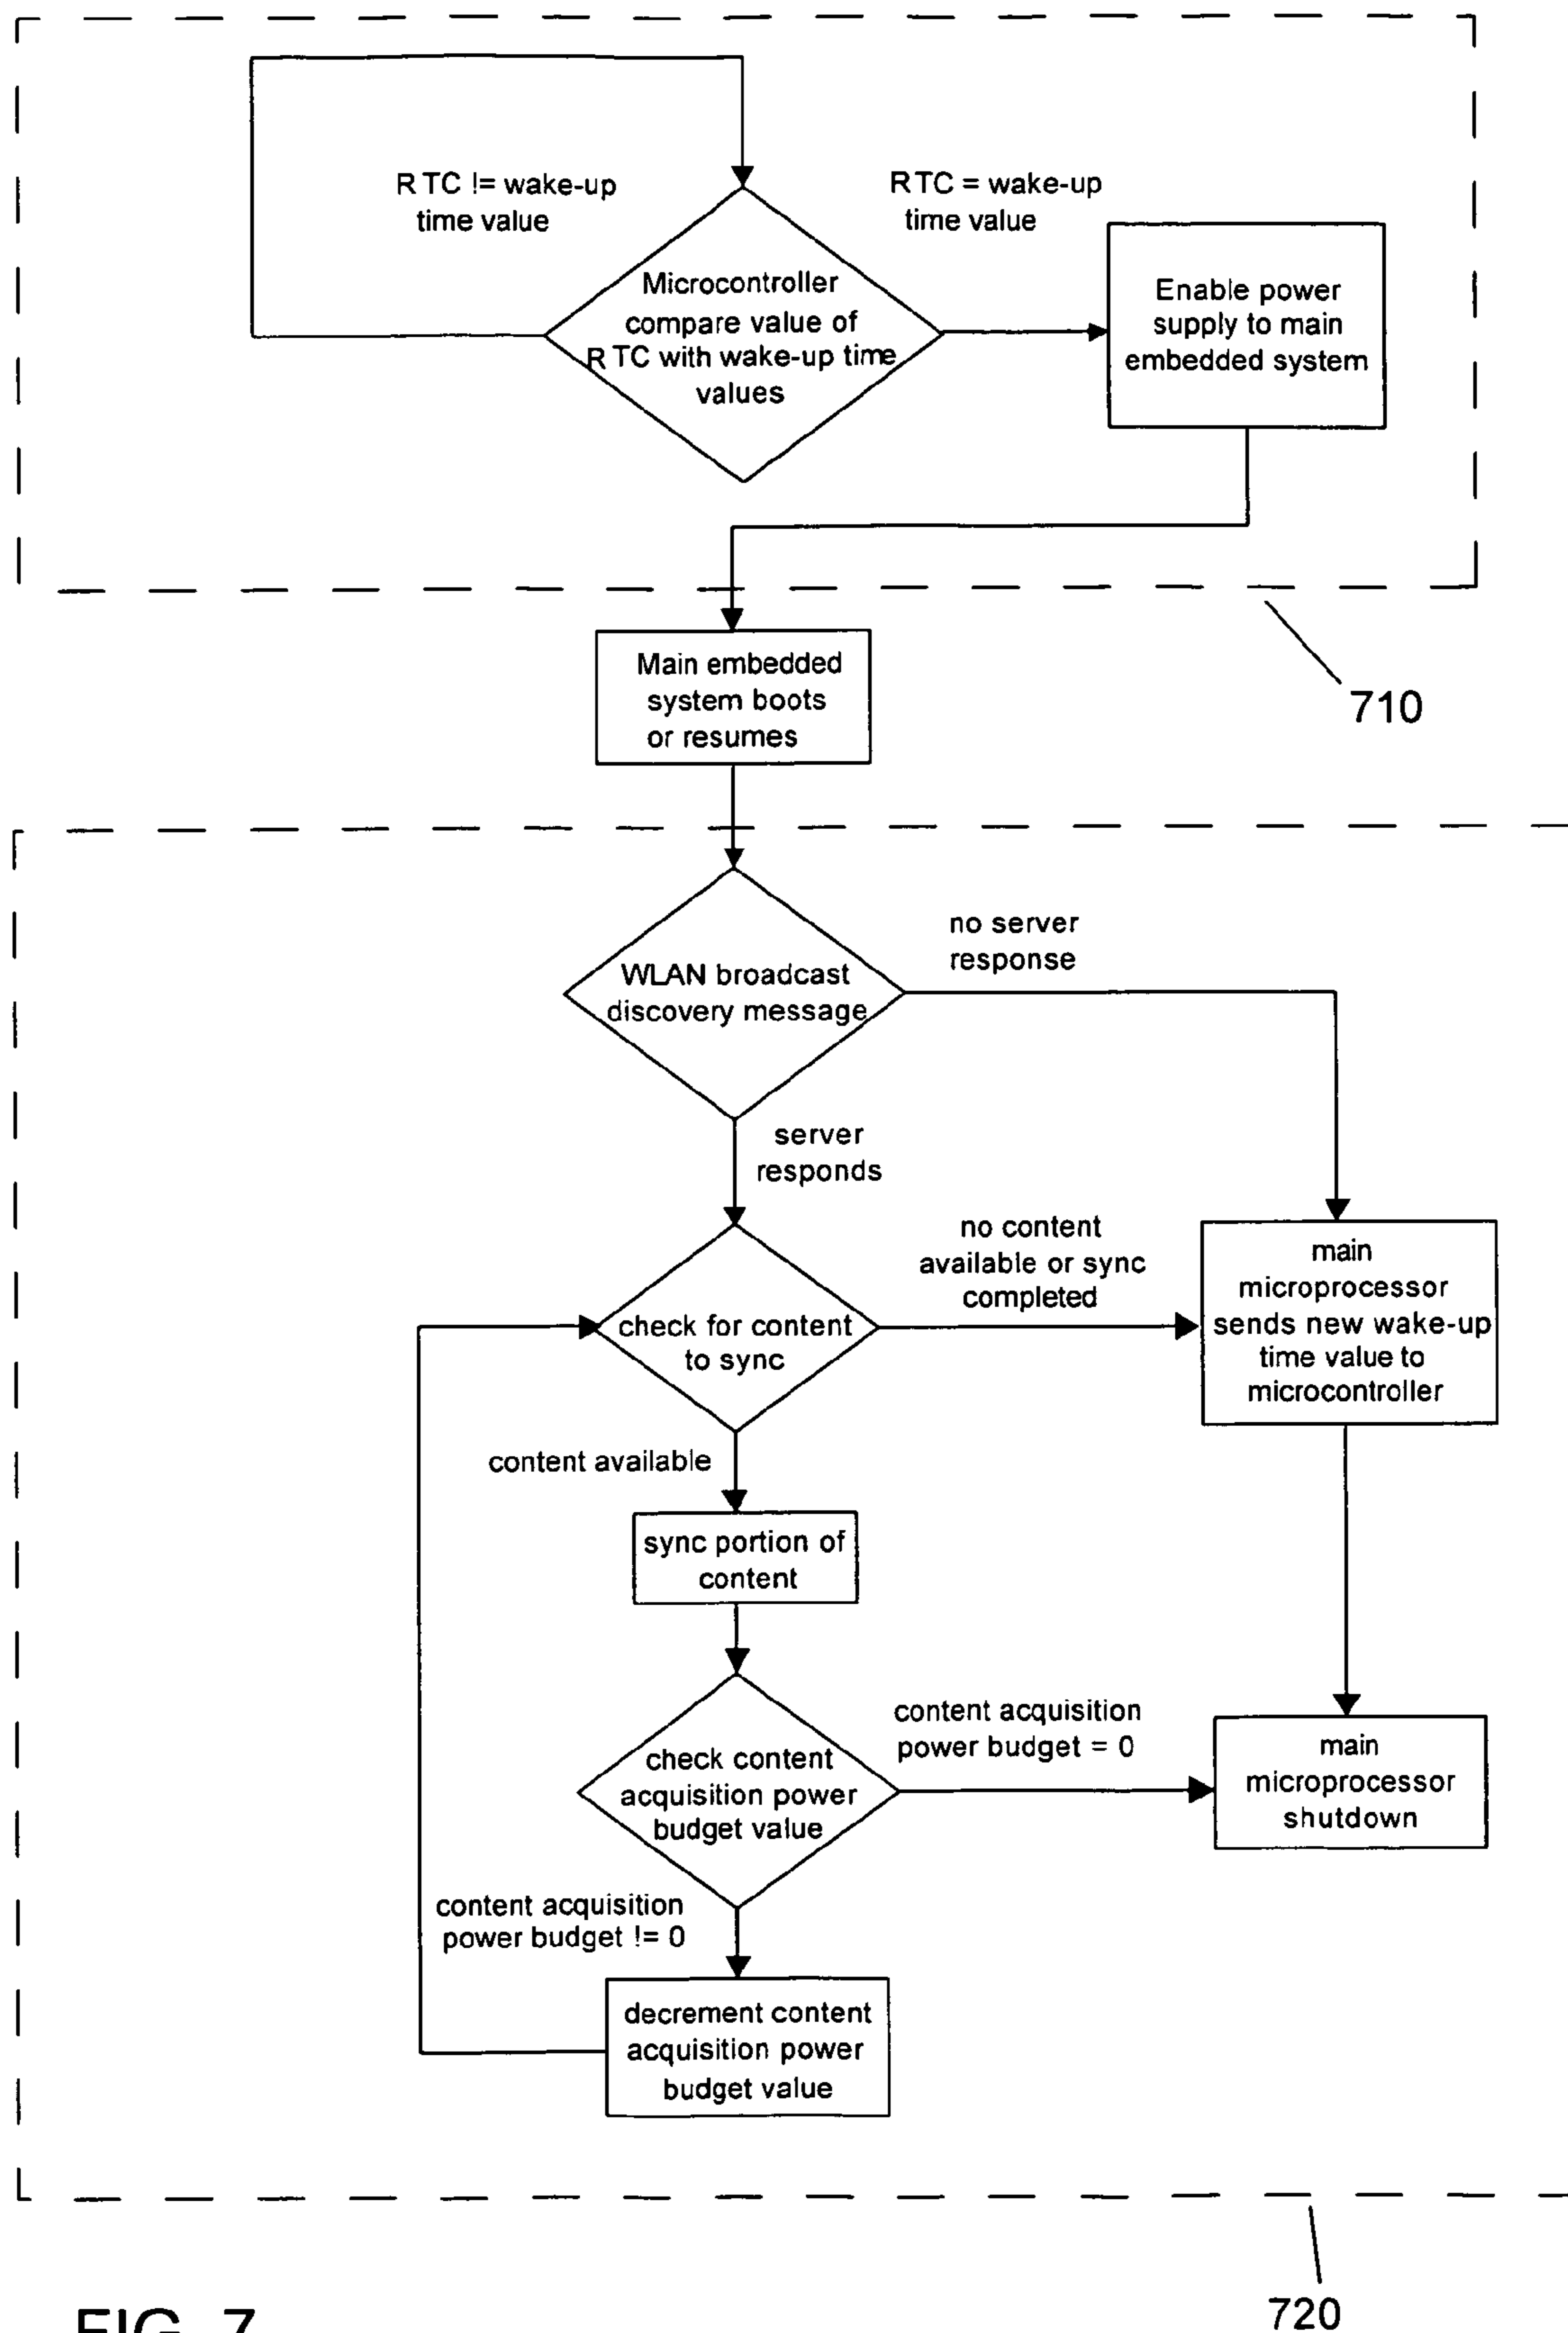 RTC != wake-up
time value
RTC = wake-up
time value
Microcontroller
compare value of
RTC with wake-up time
values
Enable power
supply to main
embedded system
710
Main embedded
system boots
or resumes
WLAN broadcast
discovery message
no server
response
server
responds
check for content
to sync
no content
available or sync
completed
main
microprocessor
sends new wake-up
time value to
microcontroller
content available
sync portion of
content
check content
acquisition power
budget value
content acquisition
power budget = 0
main
microprocessor
shutdown
content acquisition
power budget != 0
decrement content
acquisition power
budget value
720
FIG. 7